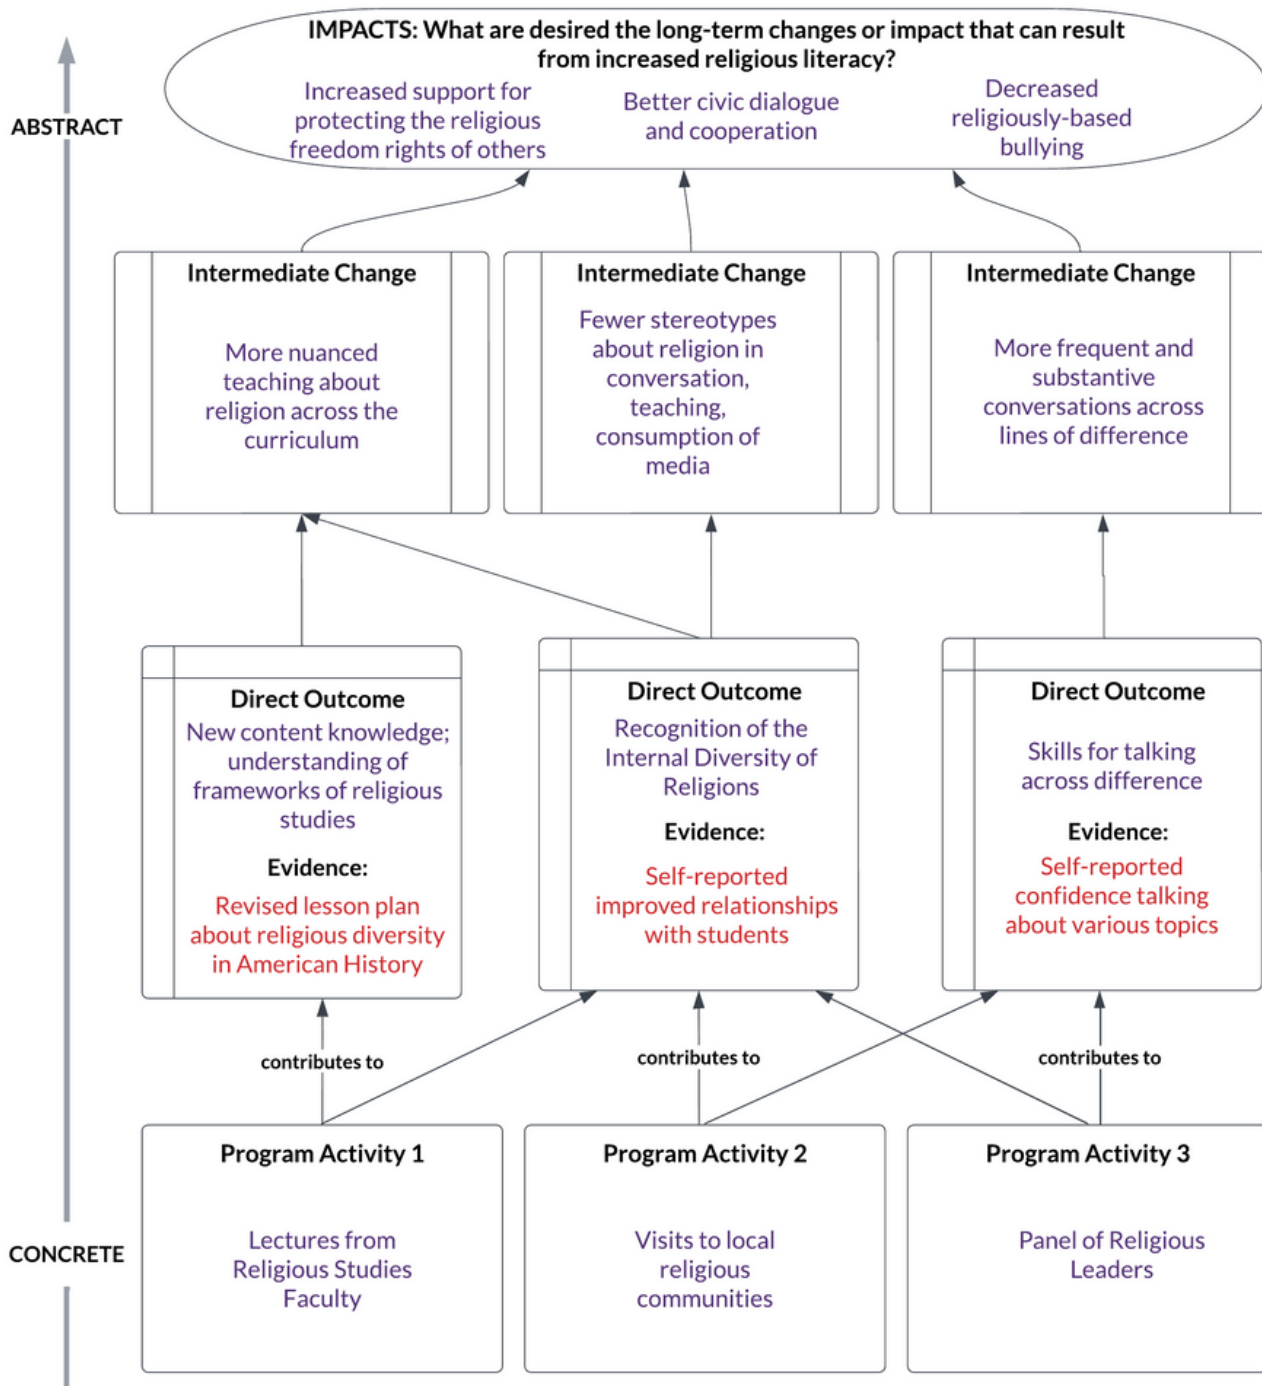 IMPACTS: What are desired the long-term changes or impact that can result
from increased religious literacy?
Increased support for
protecting the religious
freedom rights of others
Better civic dialogue
and cooperation
Decreased
religiously-based
bullying
ABSTRACT
Intermediate Change
More nuanced
teaching about
religion across the
curriculum
Intermediate Change
Fewer stereotypes
about religion in
conversation,
teaching,
consumption of
media
Intermediate Change
More frequent and
substantive
conversations across
lines of difference
Direct Outcome
New content knowledge;
understanding of
frameworks of religious
studies
Evidence:
Revised lesson plan
about religious diversity
in American History
Direct Outcome
Recognition of the
Internal Diversity of
Religions
Evidence:
Self-reported
improved relationships
with students
Direct Outcome
Skills for talking
across difference
Evidence:
Self-reported
confidence talking
about various topics
contributes to
contributes to
contributes to
Program Activity 1
Lectures from
Religious Studies
Faculty
Program Activity 2
Visits to local
religious
communities
Program Activity 3
Panel of Religious
Leaders
CONCRETE